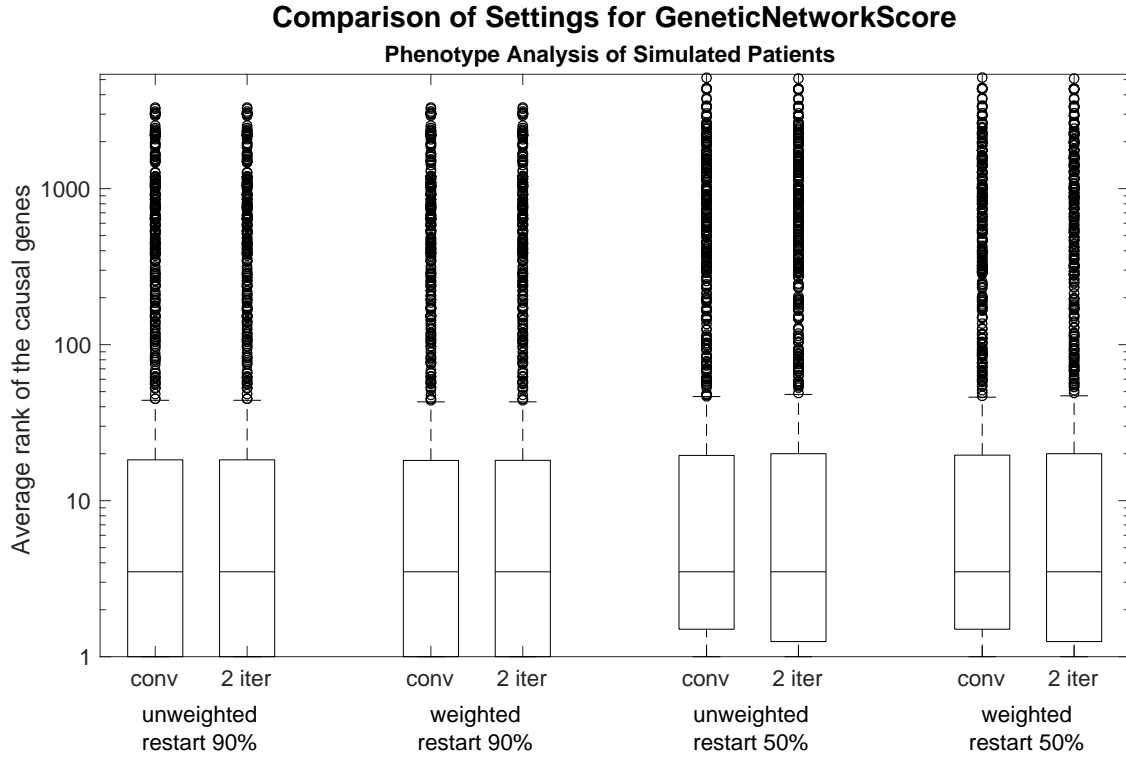 Comparison of Settings for GeneticNetworkScore
Phenotype Analysis of Simulated Patients
Average rank of the causal genes
1000
100
10
1
conv 2 iter conv 2 iter conv 2 iter conv 2 iter
unweighted weighted unweighted weighted
restart 90% restart 90% restart 50% restart 50%